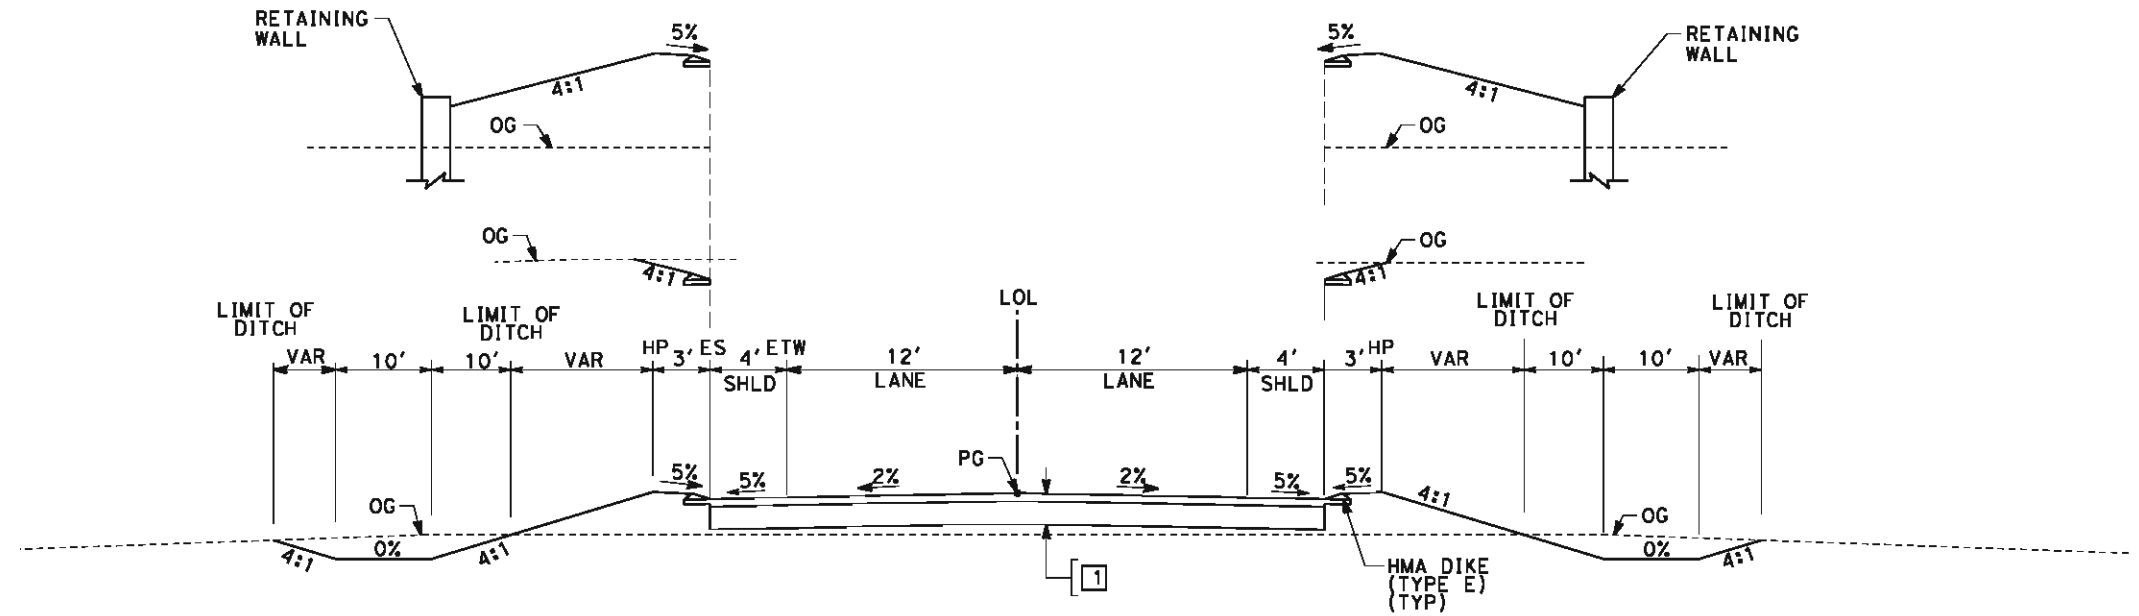 RETAINING
WALL
5%
5%
RETAINING
WALL
4:1
4:1
OG
OG
OG
OG
4:1
4:1
LOL
LIMIT OF
DITCH
LIMIT OF
DITCH
LIMIT OF
DITCH
LIMIT OF
DITCH
VAR
10'
10'
VAR
HP
3'
ES
4'
ETW
12'
12'
4'
3'
HP
VAR
10'
10'
VAR
SHLD
LANE
LANE
SHLD
PG
5%
5%
2%
2%
5%
5%
4:1
OG
OG
4:1
0%
4:1
0%
4:1
1
HMA DIKE
(TYPE E)
(TYP)